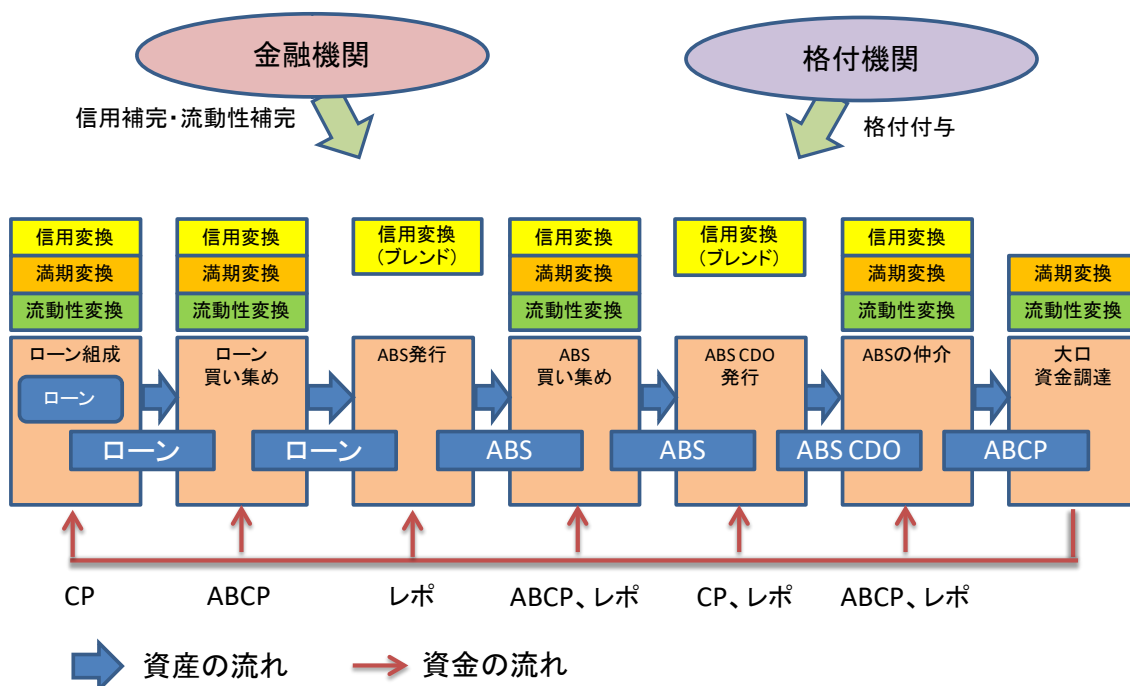 金融機関
格付機関
信用補完・流動性補完
格付付与
信用変換
満期変換
流動性変換
信用変換
満期変換
流動性変換
信用変換
(ブレンド)
信用変換
満期変換
流動性変換
信用変換
(ブレンド)
信用変換
満期変換
流動性変換
満期変換
流動性変換
ローン組成
ローン
ローン
買い集め
ABS発行
ABS
買い集め
ABS CDO
発行
ABSの仲介
大口
資金調達
ローン
ローン
ABS
ABS
ABS CDO
ABCP
CP
ABCP
レポ
ABCP、レポ
CP、レポ
ABCP、レポ
資産の流れ
資金の流れ